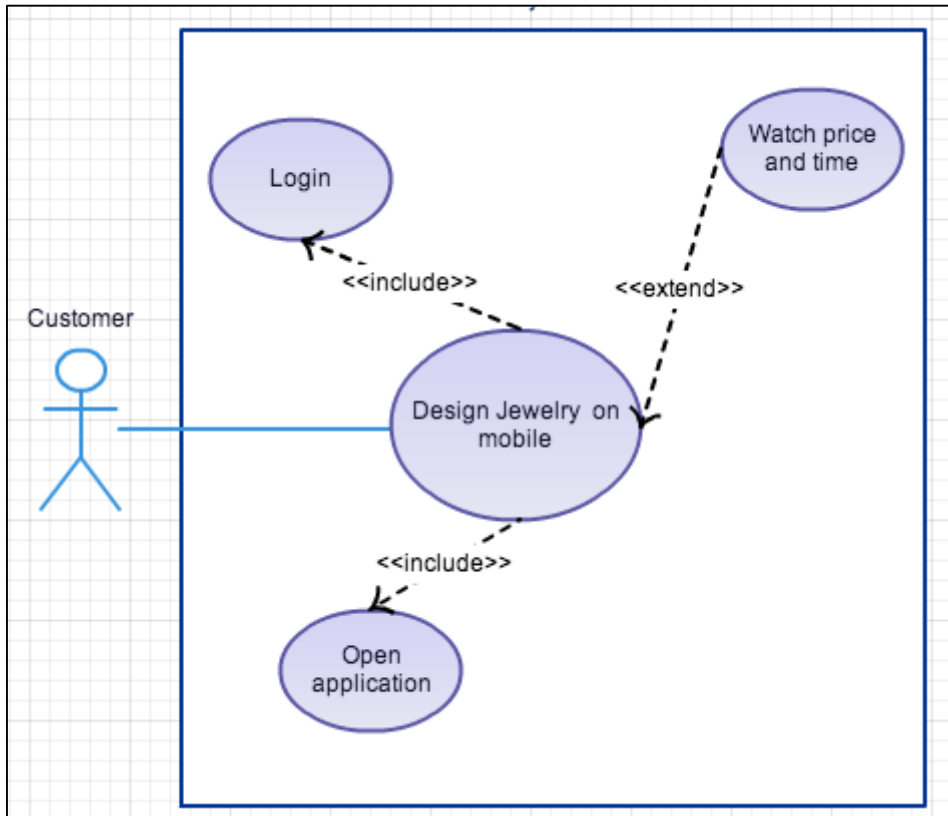 Watch price
and time
Login
<<include>>
<<extend>>
Customer
Design Jewelry on
mobile
<<include>>
Open
application